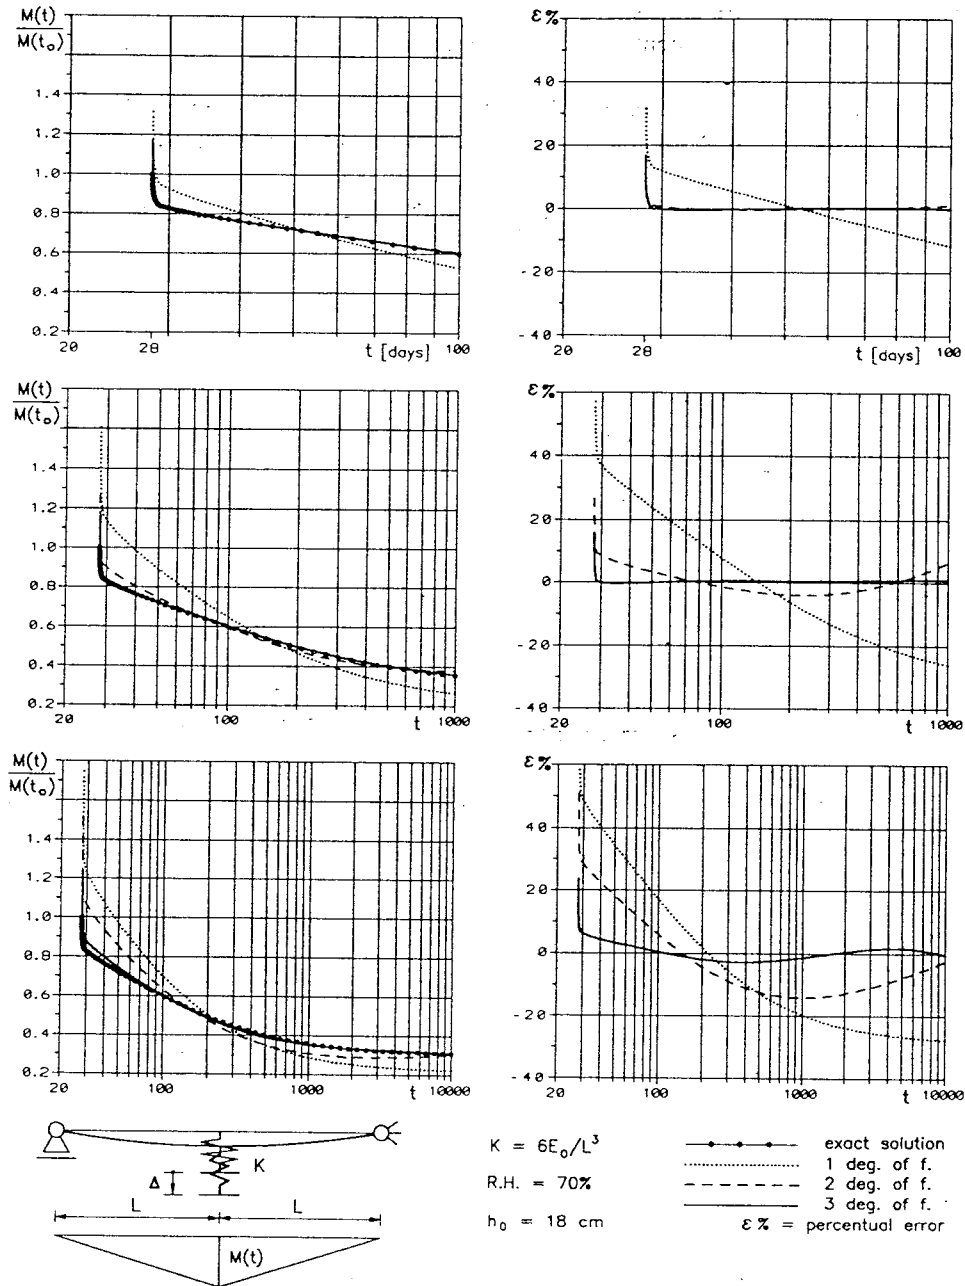 M(t)
M(t₀)
1.4
1.2
1.0
0.8
0.6
0.4
0.2
20 28 t [days] 100
ε%
40
20
0
-20
-40
20 28 t [days] 100
M(t)
M(t₀)
1.4
1.2
1.0
0.8
0.6
0.4
0.2
20 100 t 1000
ε%
40
20
0
-20
-40
20 100 t 1000
M(t)
M(t₀)
1.4
1.2
1.0
0.8
0.6
0.4
0.2
20 100 1000 t 10000
ε%
40
20
0
-20
-40
20 100 1000 t 10000
K
Δ
L L
M(t)
K = 6E₀/L³
R.H. = 70%
h₀ = 18 cm
exact solution
1 deg. of f.
2 deg. of f.
3 deg. of f.
ε% = percentual error